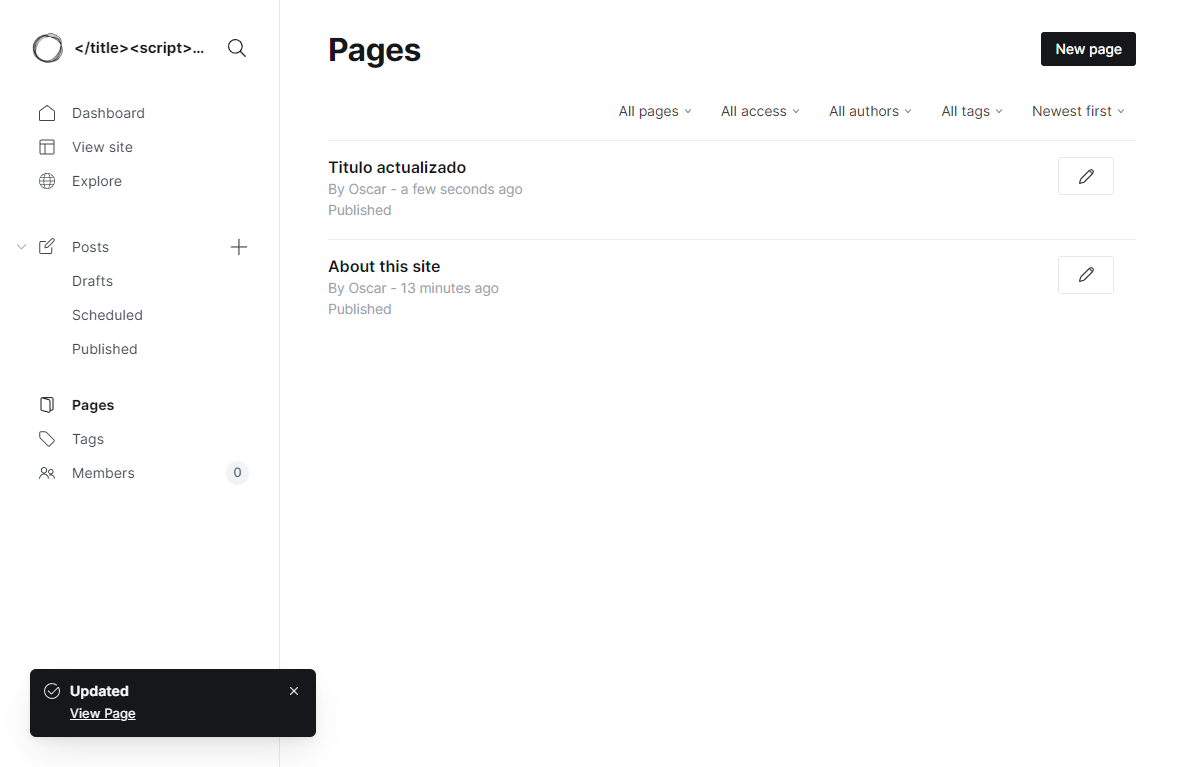 </title><script>...
Dashboard
View site
Explore
Posts
Drafts
Scheduled
Published
Pages
Tags
Members
0
Pages
New page
All pages
All access
All authors
All tags
Newest first
Titulo actualizado
By Oscar - a few seconds ago
Published
About this site
By Oscar - 13 minutes ago
Published
Updated
View Page